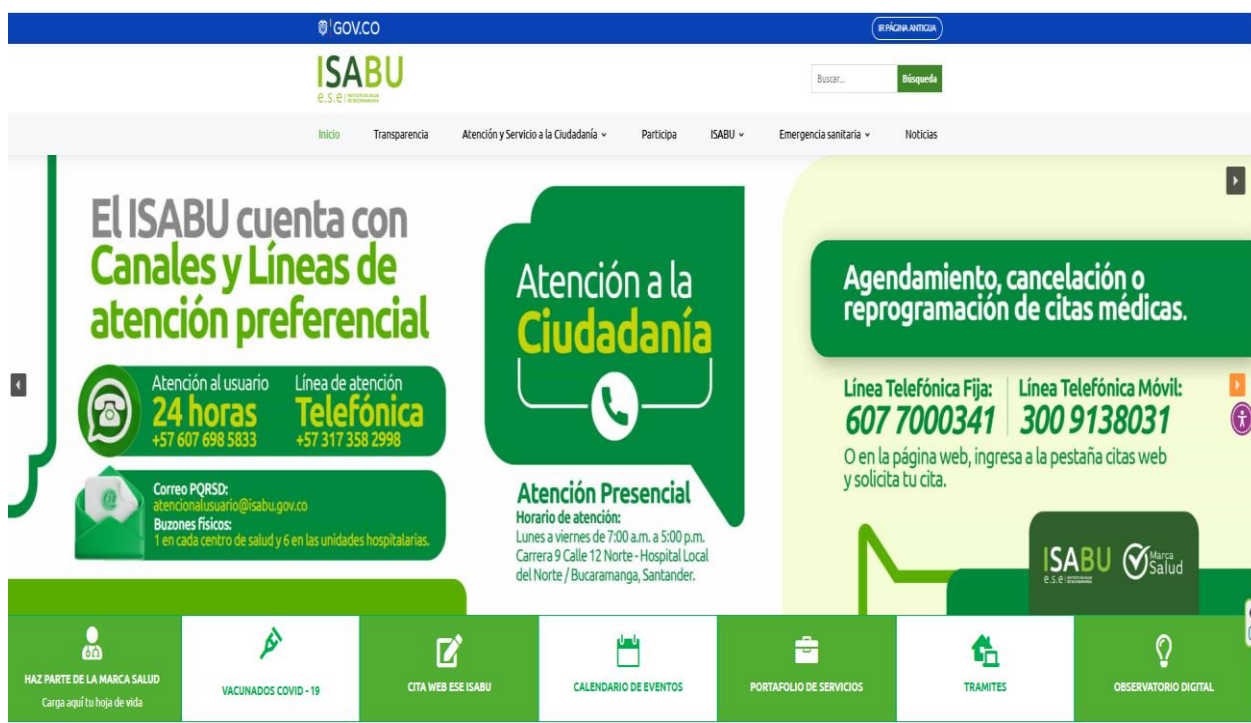 GOV.CO
IR PÁGINA ANTIGUA
ISABU
e.s.e INSTITUTO DE SALUD
DE BUCARAMANGA
Buscar...
Búsqueda
Inicio
Transparencia
Atención y Servicio a la Ciudadanía
Participa
ISABU
Emergencia sanitaria
Noticias
El ISABU cuenta con
Canales y Líneas de
atención preferencial
Atención al usuario
24 horas
+57 607 698 5833
Línea de atención
Telefónica
+57 317 358 2998
Correo PQRSD:
atencionalusuario@isabu.gov.co
Buzones físicos:
1 en cada centro de salud y 6 en las unidades hospitalarias.
Atención a la
Ciudadanía
Atención Presencial
Horario de atención:
Lunes a viernes de 7:00 a.m. a 5:00 p.m.
Carrera 9 Calle 12 Norte - Hospital Local
del Norte / Bucaramanga, Santander.
Agendamiento, cancelación o
reprogramación de citas médicas.
Línea Telefónica Fija:
607 7000341
Línea Telefónica Móvil:
300 9138031
O en la página web, ingresa a la pestaña citas web
y solicita tu cita.
ISABU
e.s.e
Marca
Salud
HAZ PARTE DE LA MARCA SALUD
Carga aquí tu hoja de vida
VACUNADOS COVID - 19
CITA WEB ESE ISABU
CALENDARIO DE EVENTOS
PORTAFOLIO DE SERVICIOS
TRAMITES
OBSERVATORIO DIGITAL